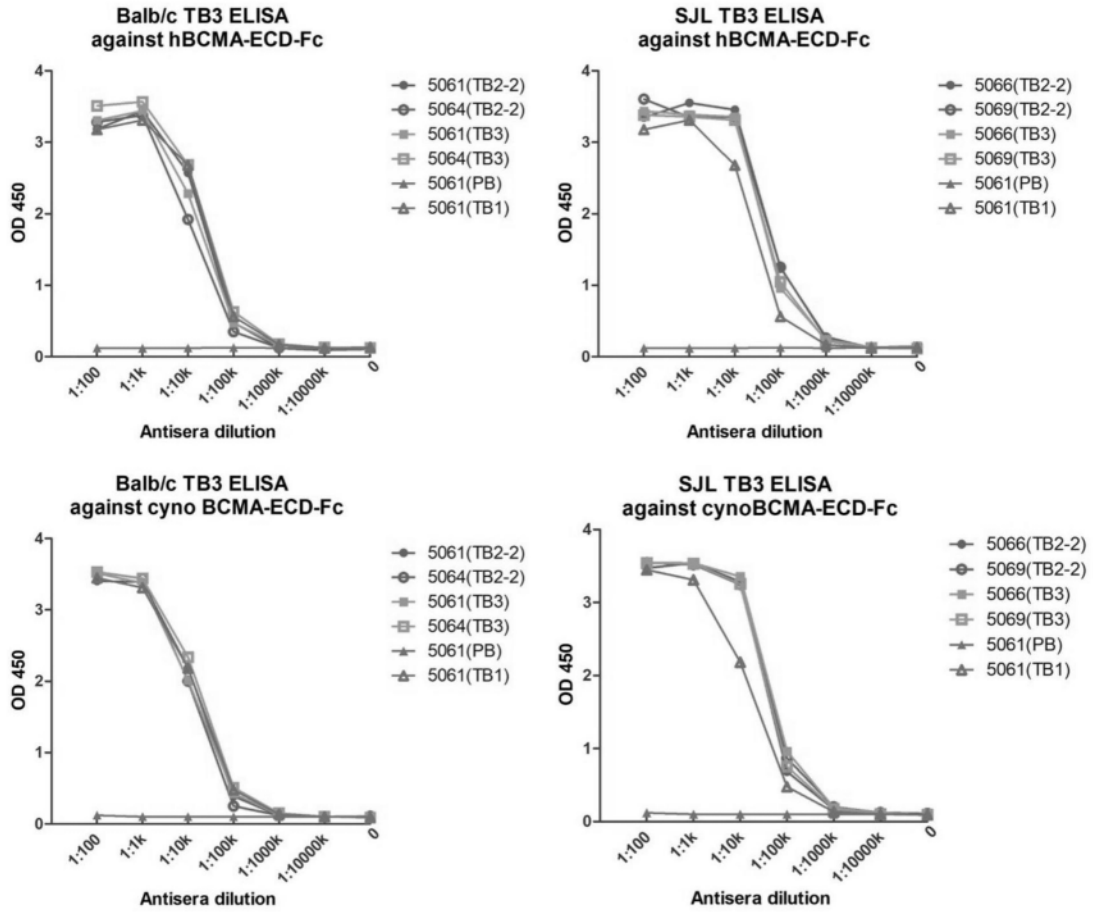 Balb/c TB3 ELISA
against hBCMA-ECD-Fc
OD 450
4
3
2
1
0
1:100
1:1k
1:10k
1:100k
1:1000k
1:10000k
0
Antisera dilution
5061(TB2-2)
5064(TB2-2)
5061(TB3)
5064(TB3)
5061(PB)
5061(TB1)
SJL TB3 ELISA
against hBCMA-ECD-Fc
OD 450
4
3
2
1
0
1:100
1:1k
1:10k
1:100k
1:1000k
1:10000k
0
Antisera dilution
5066(TB2-2)
5069(TB2-2)
5066(TB3)
5069(TB3)
5061(PB)
5061(TB1)
Balb/c TB3 ELISA
against cyno BCMA-ECD-Fc
OD 450
4
3
2
1
0
1:100
1:1k
1:10k
1:100k
1:1000k
1:10000k
0
Antisera dilution
5061(TB2-2)
5064(TB2-2)
5061(TB3)
5064(TB3)
5061(PB)
5061(TB1)
SJL TB3 ELISA
against cynoBCMA-ECD-Fc
OD 450
4
3
2
1
0
1:100
1:1k
1:10k
1:100k
1:1000k
1:10000k
0
Antisera dilution
5066(TB2-2)
5069(TB2-2)
5066(TB3)
5069(TB3)
5061(PB)
5061(TB1)